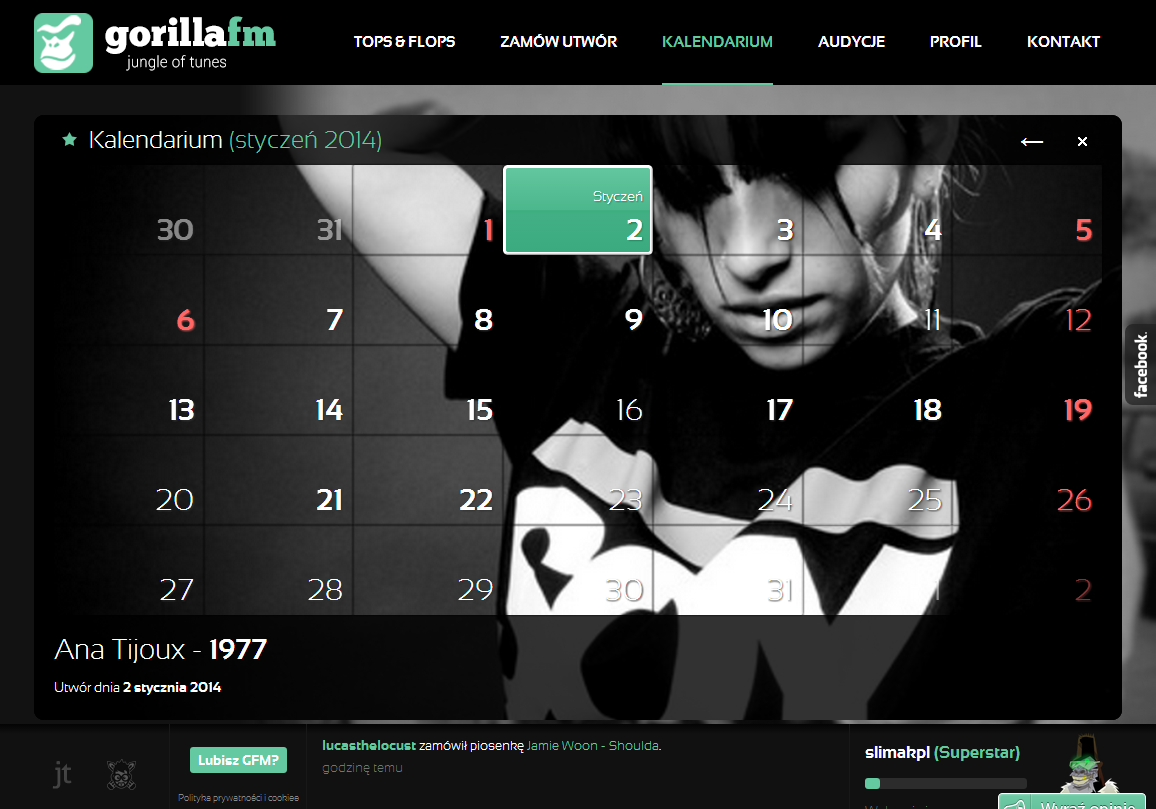 gorillafm
jungle of tunes
TOPS & FLOPS ZAMÓW UTWÓR KALENDARIUM AUDYCJE PROFIL KONTAKT
Kalendarium (styczeń 2014)
Styczeń
30 31 1 2 3 4 5
6 7 8 9 10 11 12
13 14 15 16 17 18 19
20 21 22 23 24 25 26
27 28 29 30 31 1 2
facebook.
Ana Tijoux - 1977
Utwór dnia 2 stycznia 2014
jt
Lubisz GFM?
Polityka prywatności i cookies
lucasthelocust zamówił piosenkę Jamie Woon - Shoulda.
godzinę temu
slimakpl (Superstar)
Wyraź opinię